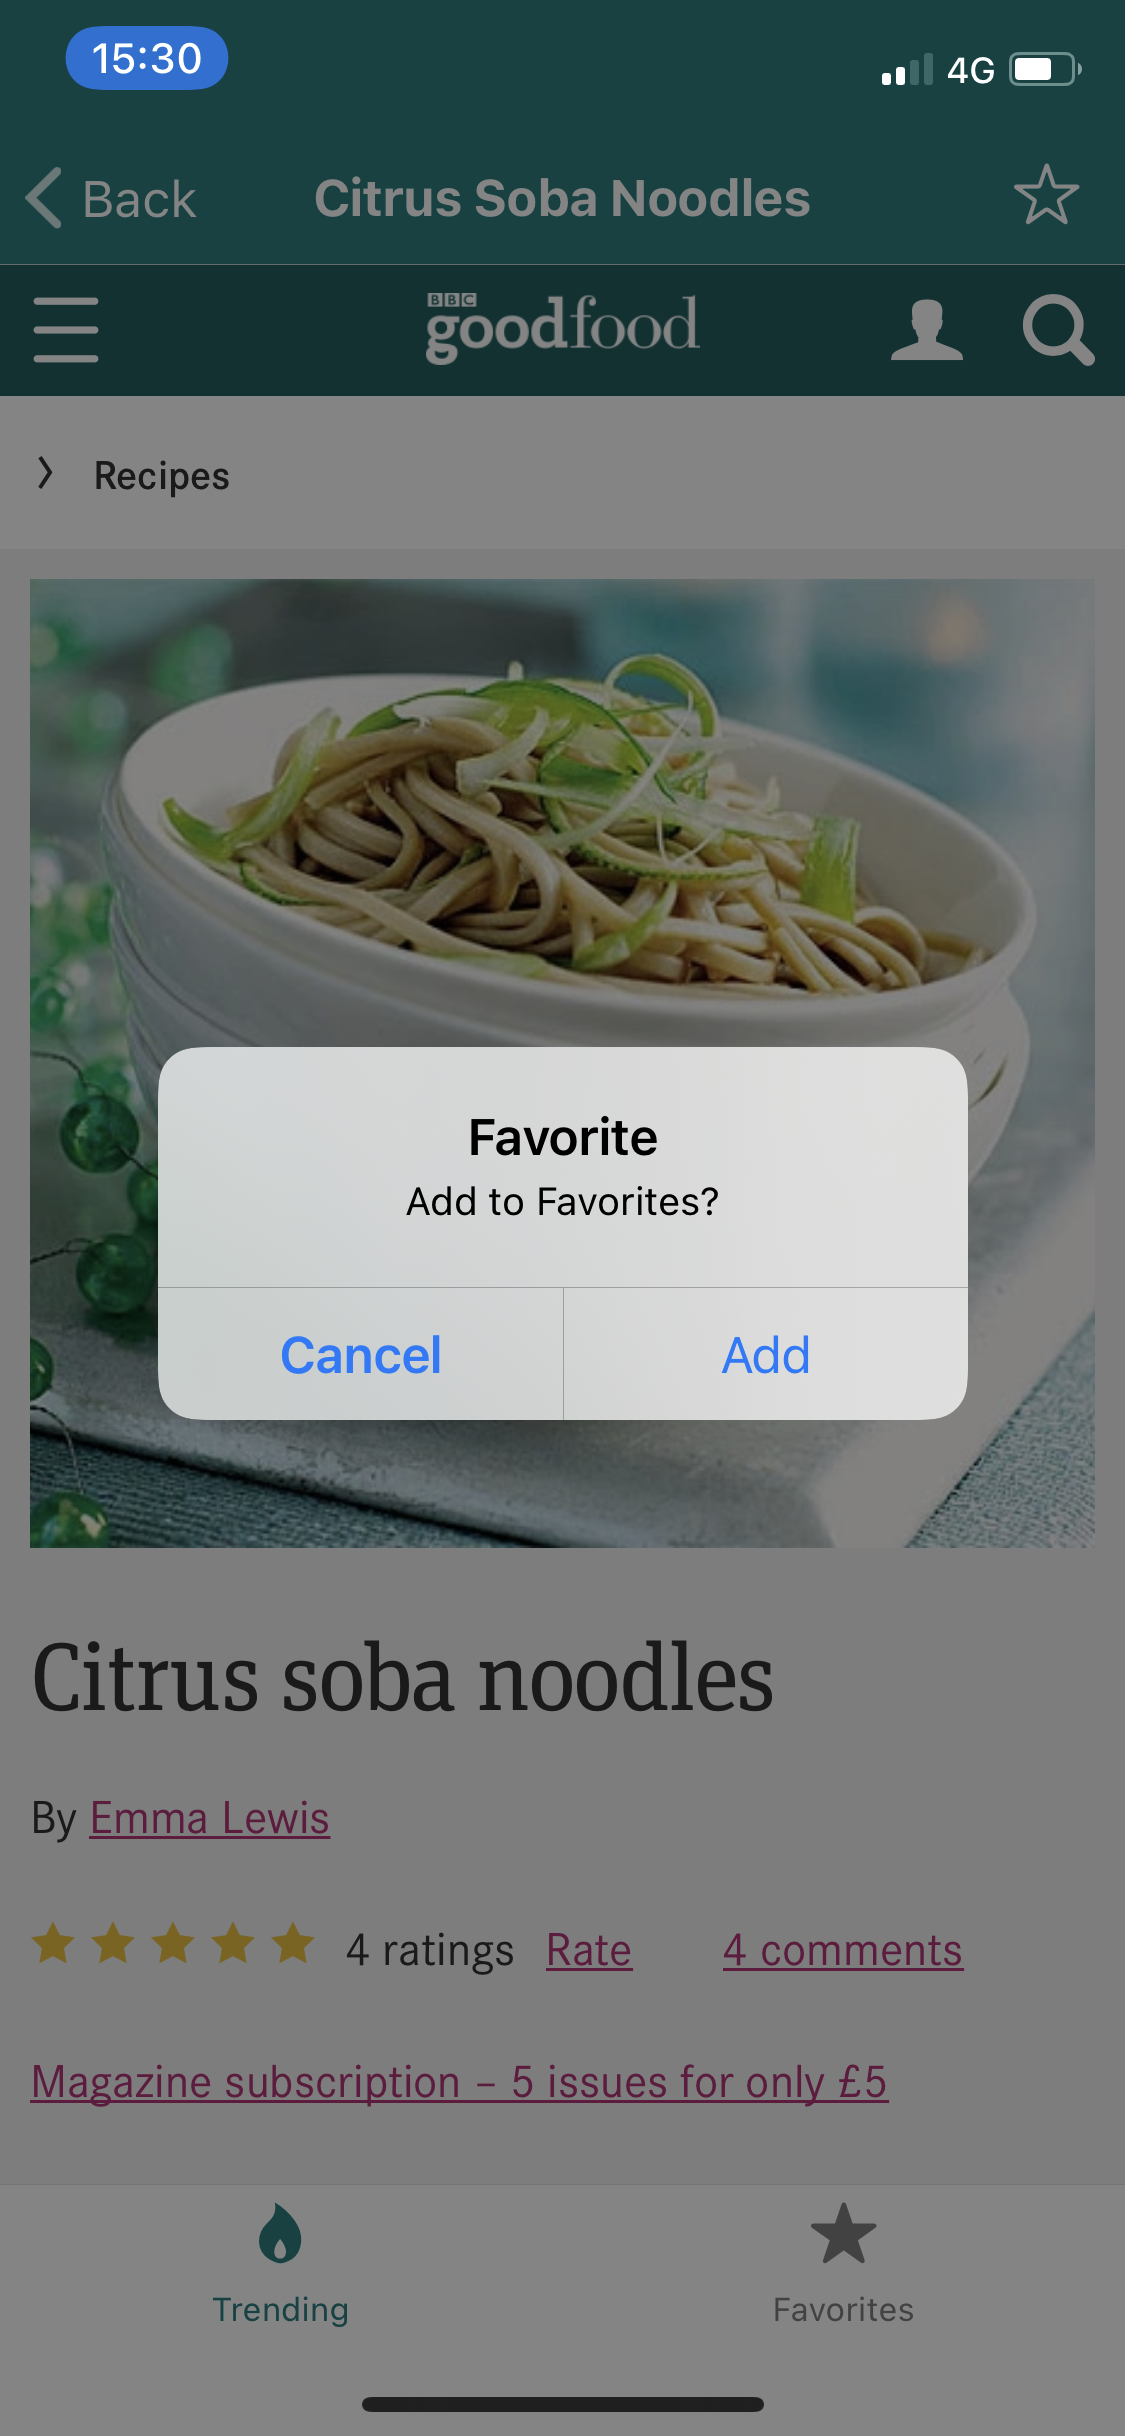 15:30
4G
Back
Citrus Soba Noodles
BBC
goodfood
Recipes
Favorite
Add to Favorites?
Cancel
Add
Citrus soba noodles
By Emma Lewis
4 ratings Rate 4 comments
Magazine subscription – 5 issues for only £5
Trending
Favorites